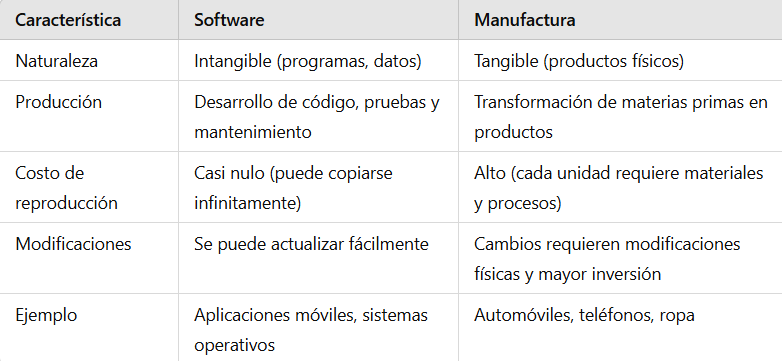 Característica Software Manufactura
Naturaleza Intangible (programas, datos) Tangible (productos físicos)
Producción Desarrollo de código, pruebas y Transformación de materias primas en
mantenimiento productos
Costo de Casi nulo (puede copiarse Alto (cada unidad requiere materiales
reproducción infinitamente) y procesos)
Modificaciones Se puede actualizar fácilmente Cambios requieren modificaciones
físicas y mayor inversión
Ejemplo Aplicaciones móviles, sistemas Automóviles, teléfonos, ropa
operativos